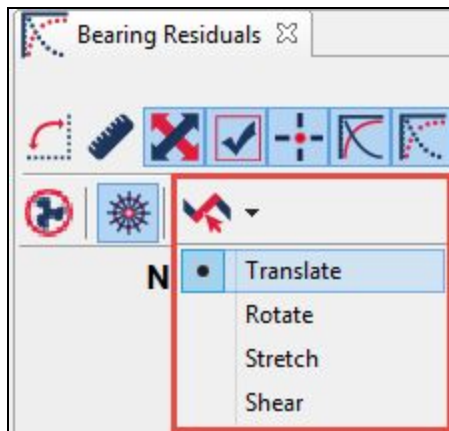 Bearing Residuals
N
Translate
Rotate
Stretch
Shear